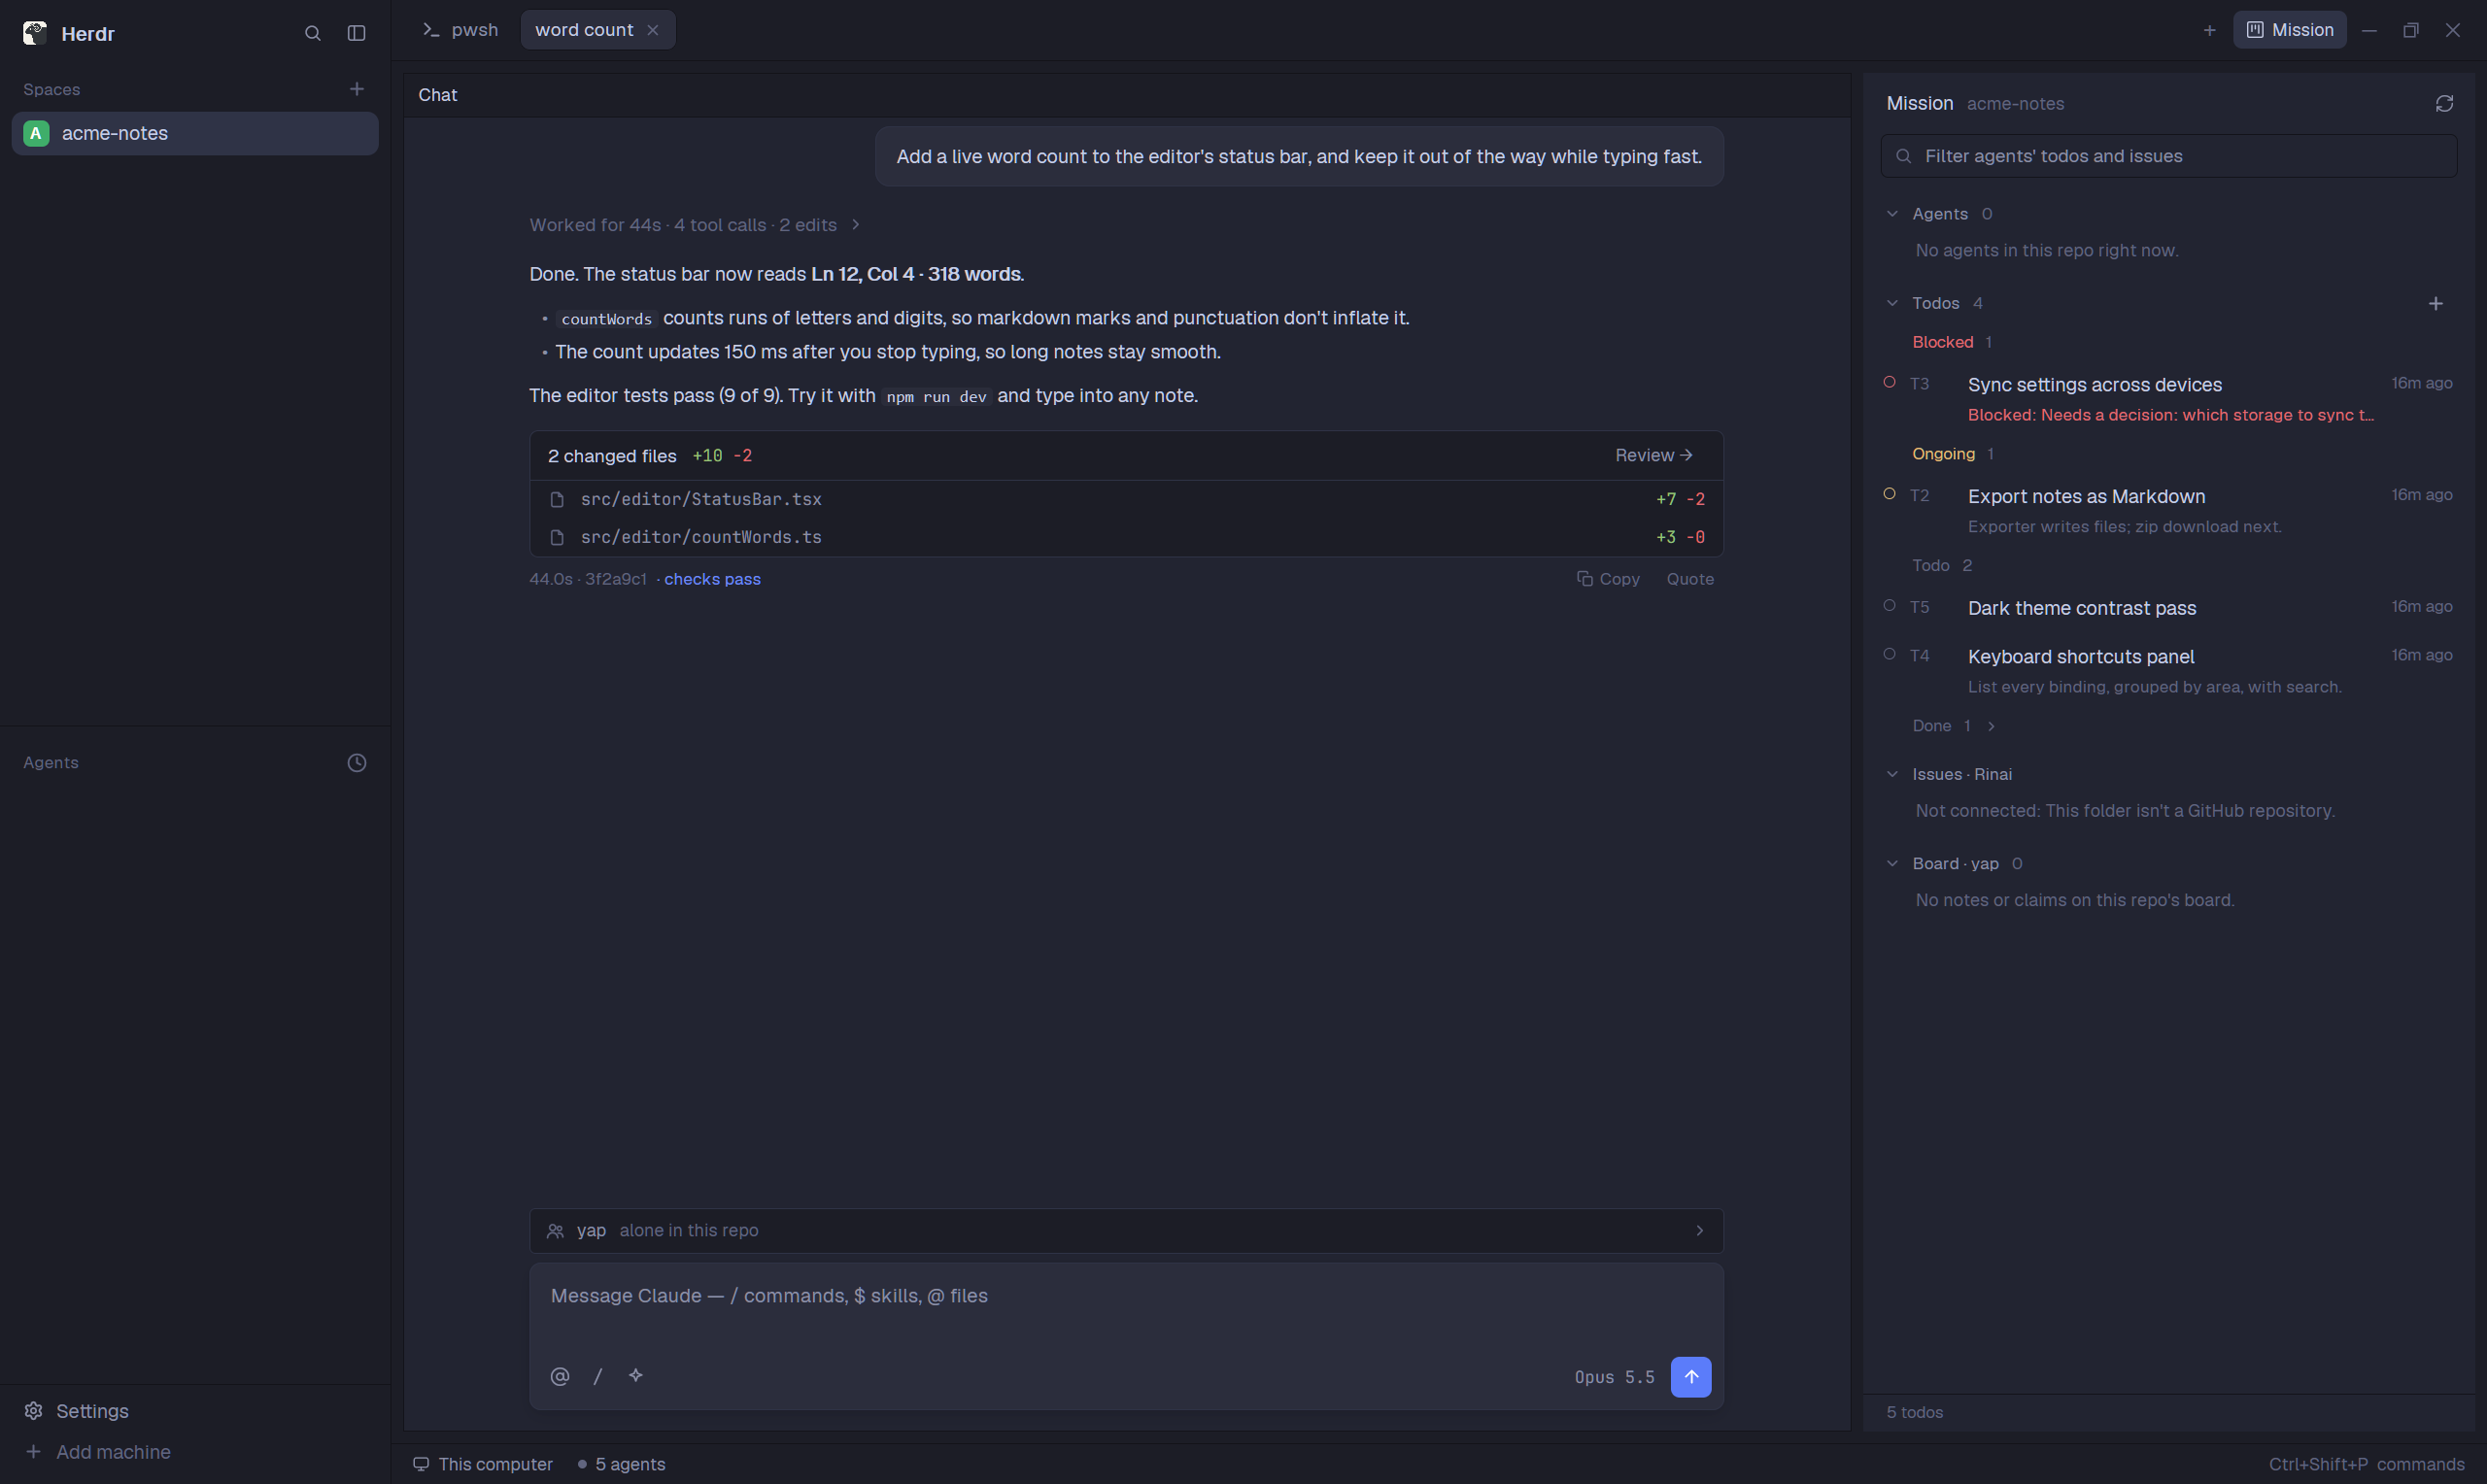 Herdr
Spaces
A acme-notes
Agents
Settings
Add machine
pwsh
word count
Mission
Chat
Add a live word count to the editor's status bar, and keep it out of the way while typing fast.
Worked for 44s · 4 tool calls · 2 edits
Done. The status bar now reads Ln 12, Col 4 · 318 words.
• countWords counts runs of letters and digits, so markdown marks and punctuation don't inflate it.
• The count updates 150 ms after you stop typing, so long notes stay smooth.
The editor tests pass (9 of 9). Try it with npm run dev and type into any note.
2 changed files +10 -2 Review →
src/editor/StatusBar.tsx +7 -2
src/editor/countWords.ts +3 -0
44.0s · 3f2a9c1 · checks pass Copy Quote
yap alone in this repo
Message Claude — / commands, $ skills, @ files
@ / Opus 5.5
Mission acme-notes
Filter agents' todos and issues
Agents 0
No agents in this repo right now.
Todos 4
Blocked 1
T3 Sync settings across devices 16m ago
Blocked: Needs a decision: which storage to sync t…
Ongoing 1
T2 Export notes as Markdown 16m ago
Exporter writes files; zip download next.
Todo 2
T5 Dark theme contrast pass 16m ago
T4 Keyboard shortcuts panel 16m ago
List every binding, grouped by area, with search.
Done 1
Issues · Rinai
Not connected: This folder isn't a GitHub repository.
Board · yap 0
No notes or claims on this repo's board.
5 todos
This computer 5 agents
Ctrl+Shift+P commands